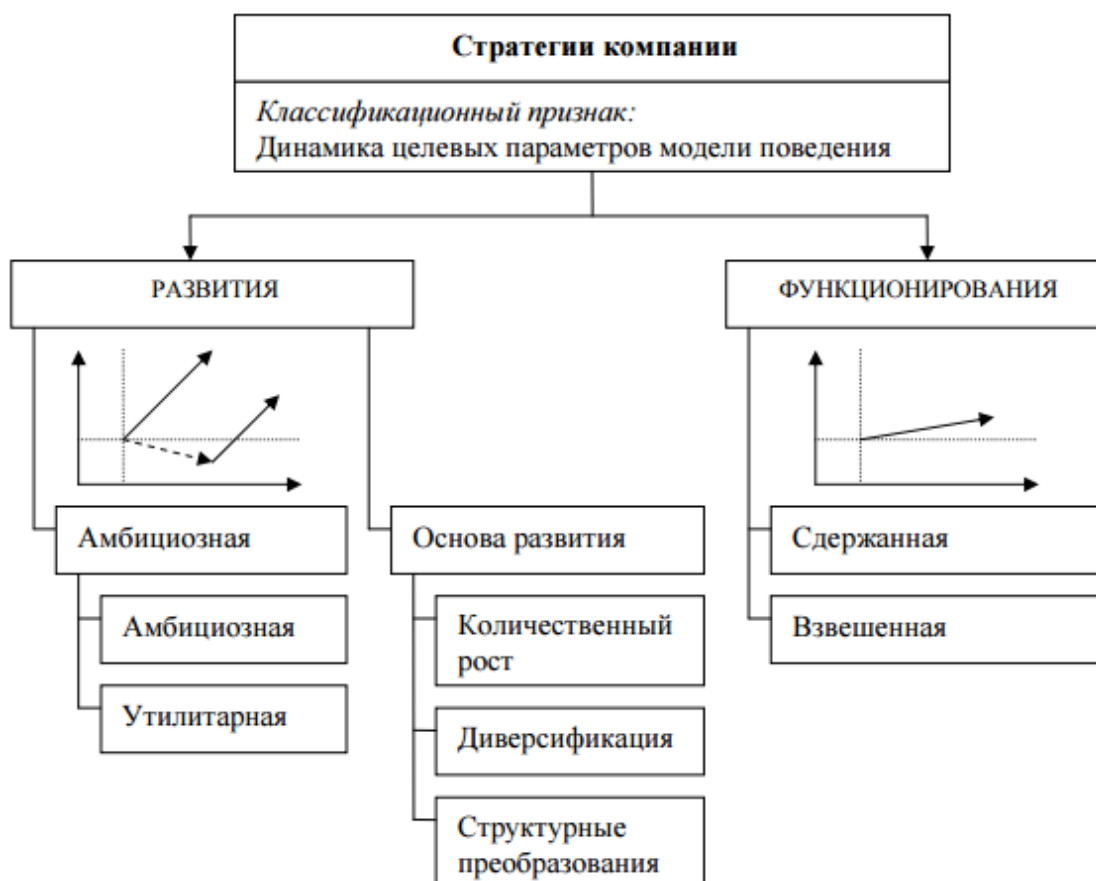 Стратегии компании
Классификационный признак:
Динамика целевых параметров модели поведения
РАЗВИТИЯ
ФУНКЦИОНИРОВАНИЯ
Амбициозная
Амбициозная
Утилитарная
Основа развития
Количественный
рост
Диверсификация
Структурные
преобразования
Сдержанная
Взвешенная